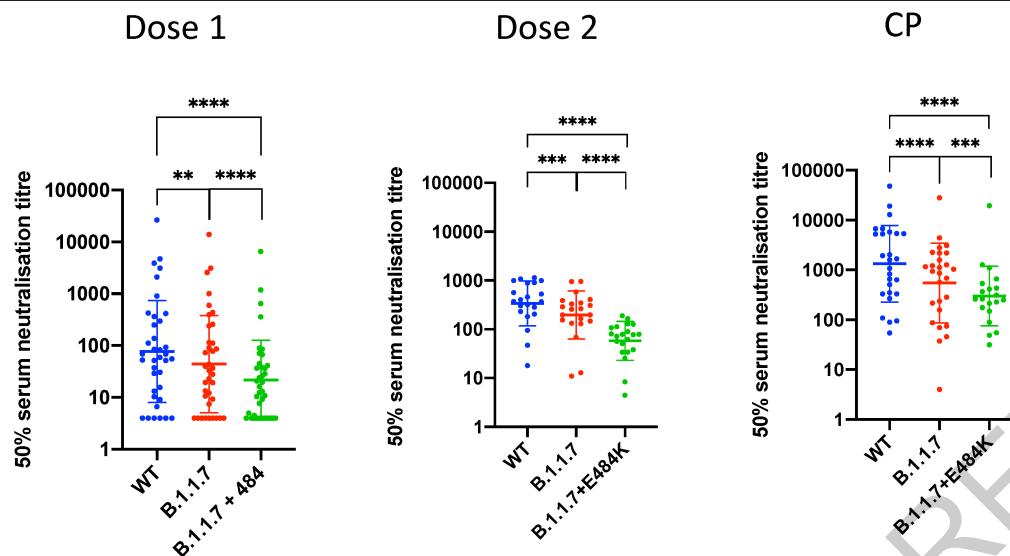 Dose 1
Dose 2
CP
****
** ****
****
*** ****
****
**** ***
50% serum neutralisation titre
100000
10000
1000
100
10
1
WT
B.1.1.7
B.1.1.7 + 484
50% serum neutralisation titre
100000
10000
1000
100
10
1
WT
B.1.1.7
B.1.1.7+E484K
50% serum neutralisation titre
100000
10000
1000
100
10
1
WT
B.1.1.7
B.1.1.7+E484K